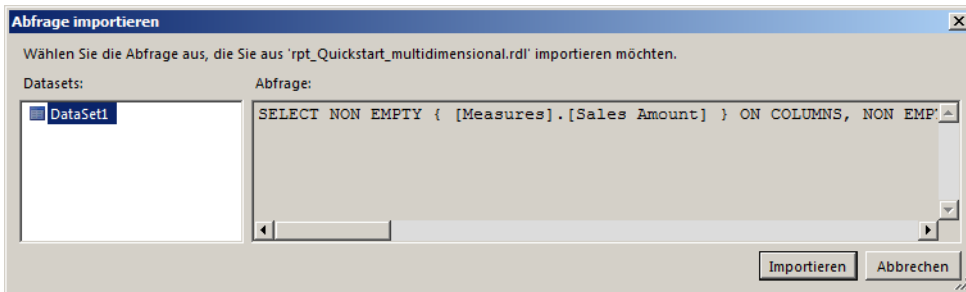 Abfrage importieren
Wählen Sie die Abfrage aus, die Sie aus 'rpt_Quickstart_multidimensional.rdl' importieren möchten.
Datasets:
Abfrage:
DataSet1
SELECT NON EMPTY { [Measures].[Sales Amount] } ON COLUMNS, NON EMP
Importieren
Abbrechen